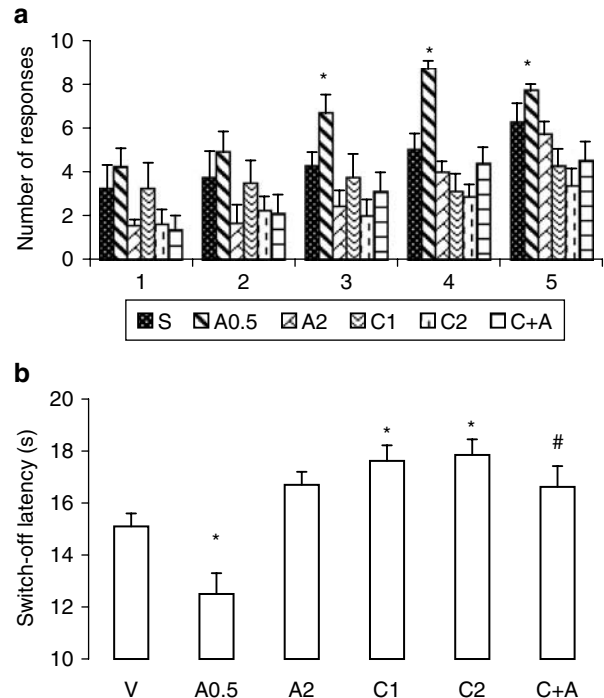 a
Number of responses
10
8
6
4
2
0
* * *
1 2 3 4 5
S A0.5 A2 C1 C2 C+A
b
Switch-off latency (s)
20
18
16
14
12
10
* * * #
V A0.5 A2 C1 C2 C+A